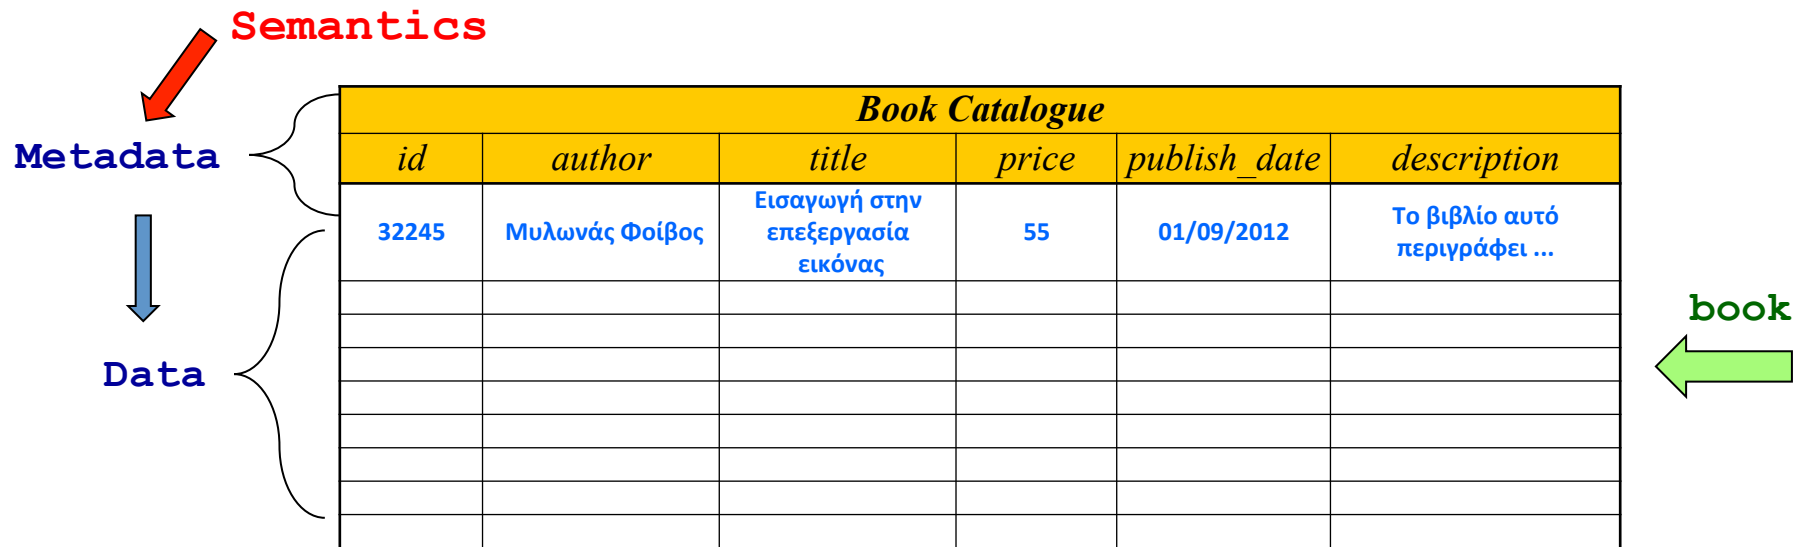 Semantics
Book Catalogue
Metadata
id author title price publish_date description
32245 Μυλωνάς Φοίβος Εισαγωγή στην επεξεργασία εικόνας 55 01/09/2012 Το βιβλίο αυτό περιγράφει ...
book
Data